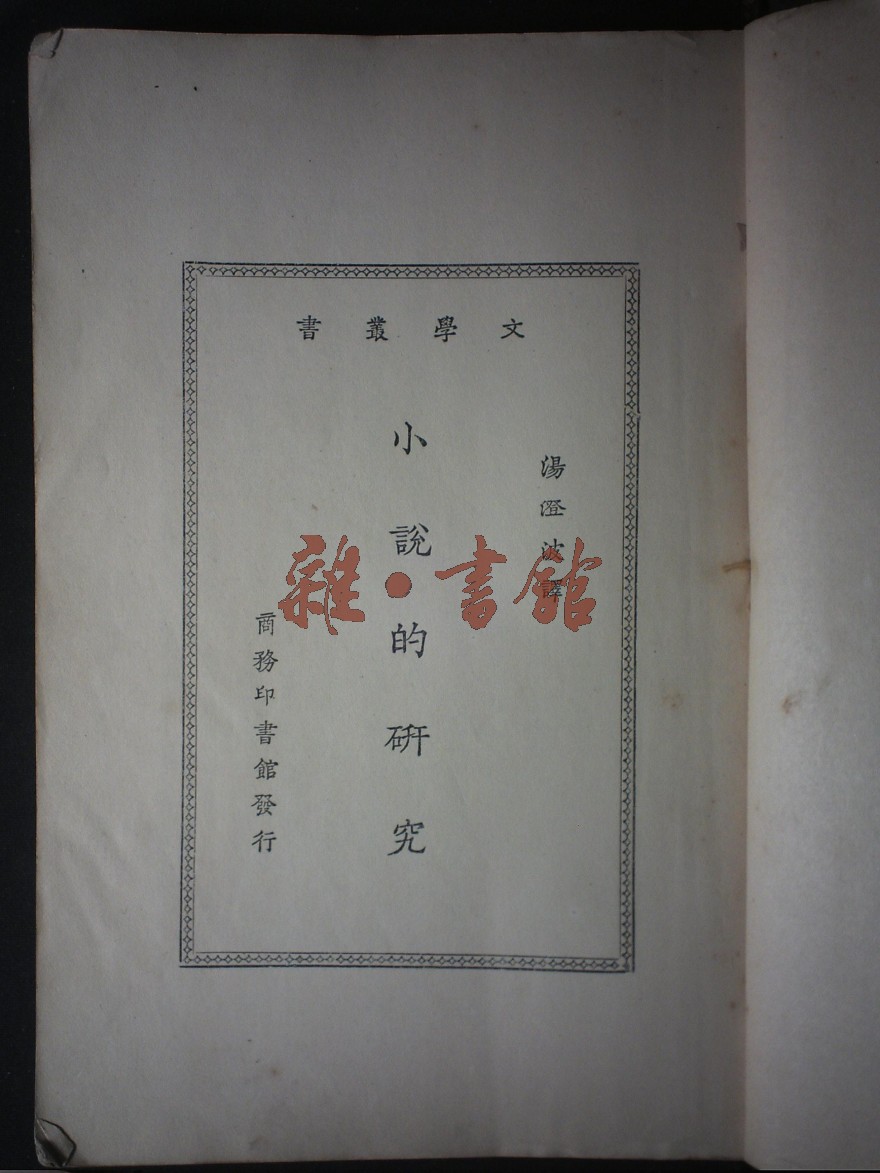 文學叢書
湯澄波譯
小說的研究
商務印書館發行
雜·書館